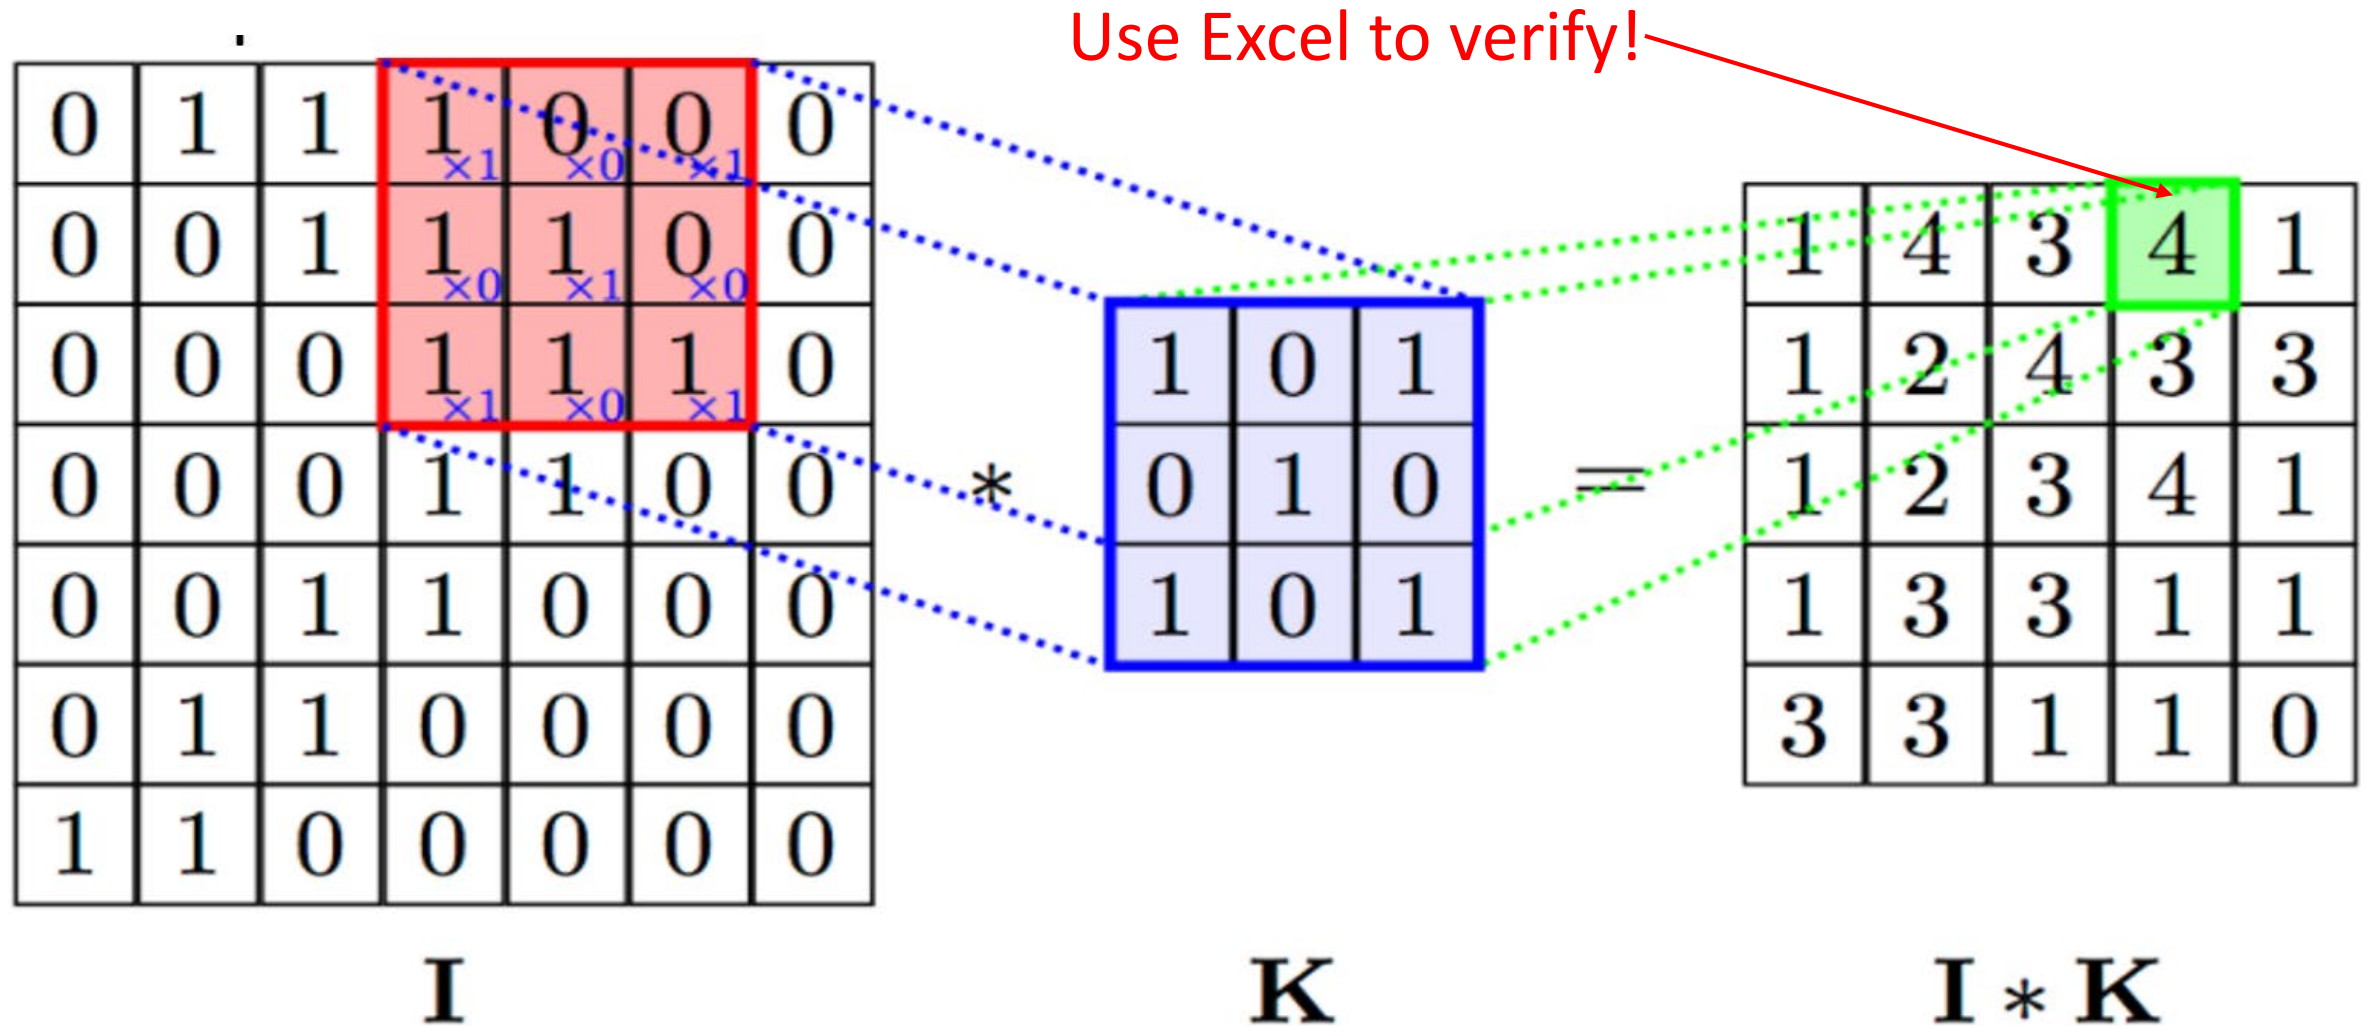 Use Excel to verify!
0 1 1 1 0 0 0
×1 ×0 ×1
0 0 1 1 1 0 0
×0 ×1 ×0
0 0 0 1 1 1 0
×1 ×0 ×1
0 0 0 1 1 0 0
0 0 1 1 0 0 0
0 1 1 0 0 0 0
1 1 0 0 0 0 0
I
*
1 0 1
0 1 0
1 0 1
K
=
1 4 3 4 1
1 2 4 3 3
1 2 3 4 1
1 3 3 1 1
3 3 1 1 0
I * K